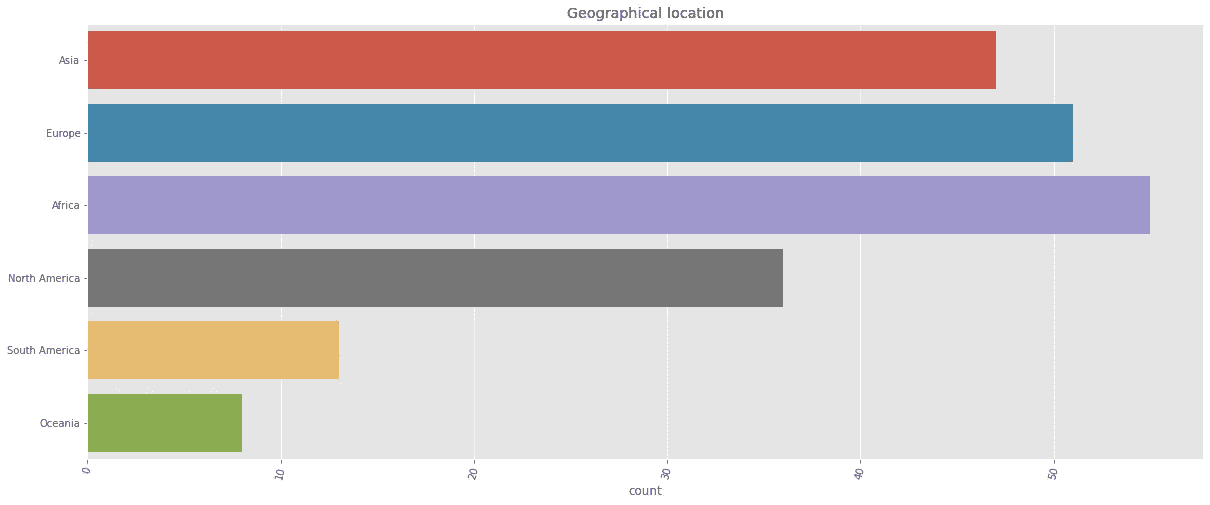 Geographical location
Asia
Europe
Africa
North America
South America
Oceania
0 10 20 30 40 50
count